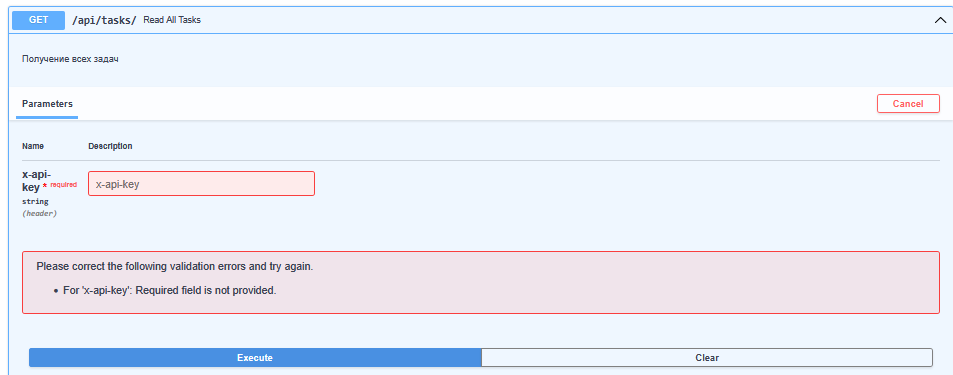 GET /api/tasks/ Read All Tasks
Получение всех задач
Parameters Cancel
Name Description
x-api-
key * required
string
(header)
x-api-key
Please correct the following validation errors and try again.
• For 'x-api-key': Required field is not provided.
Execute Clear